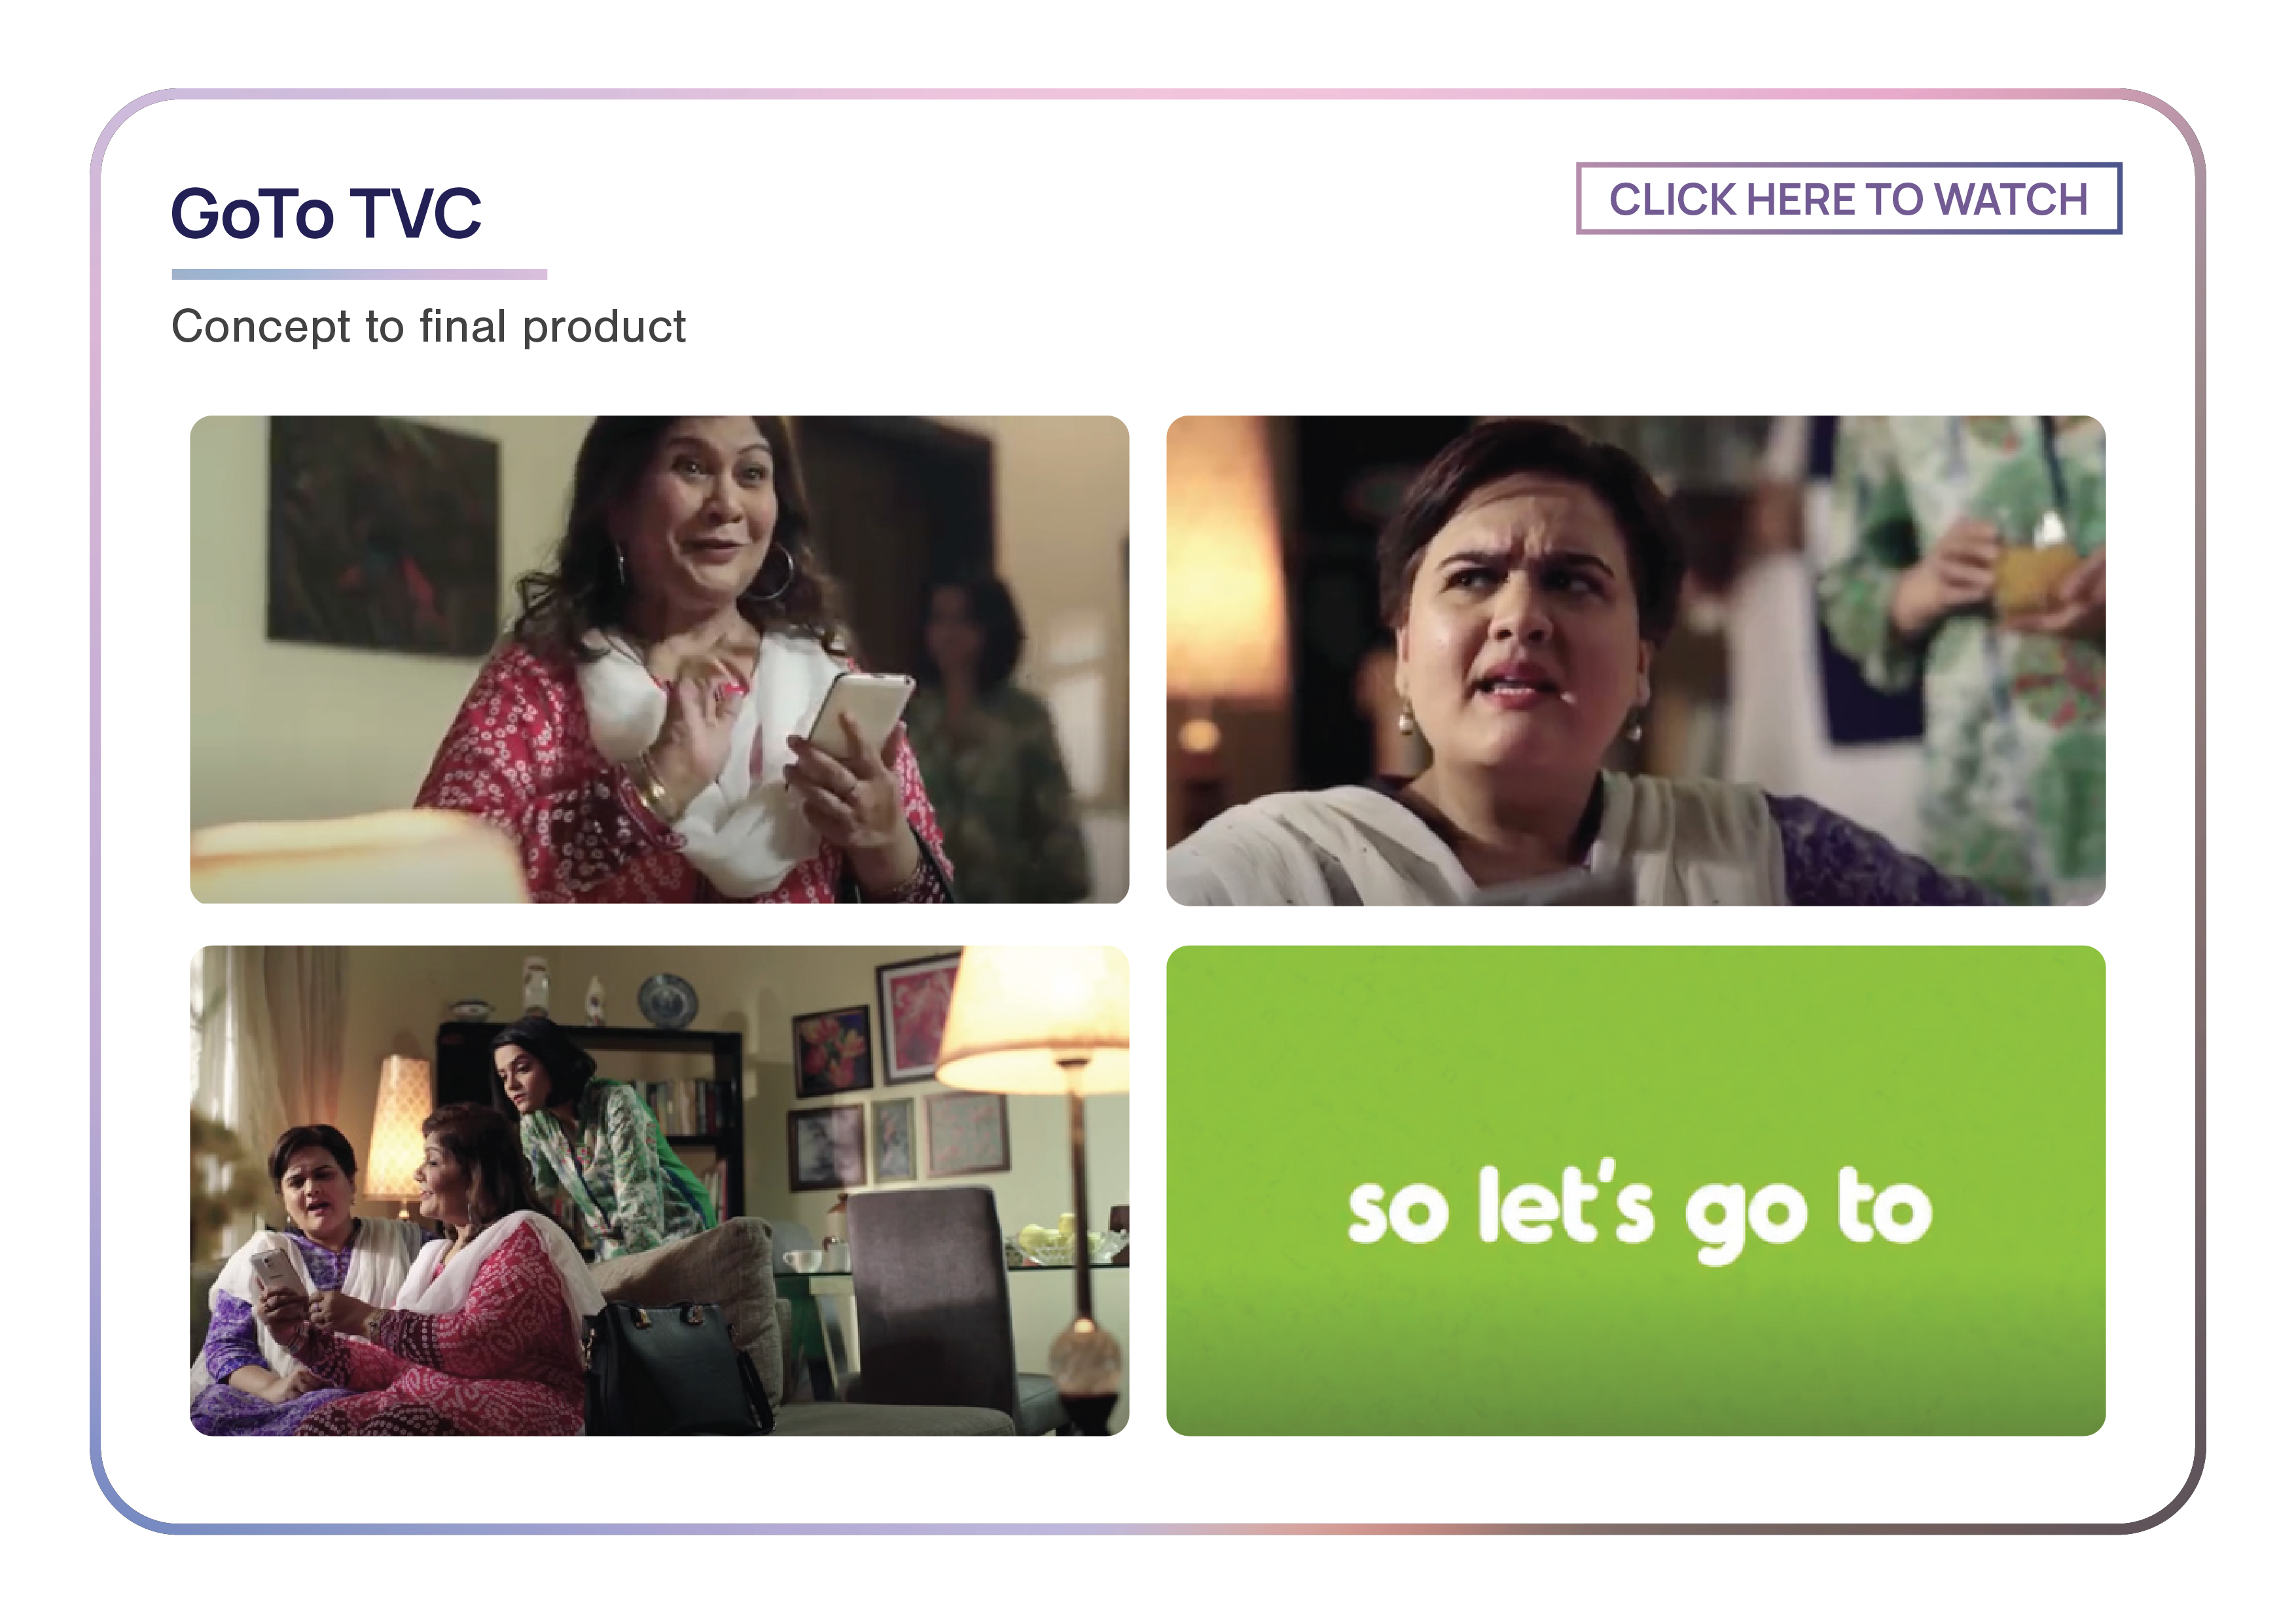 GoTo TVC
CLICK HERE TO WATCH
Concept to final product
so let's go to